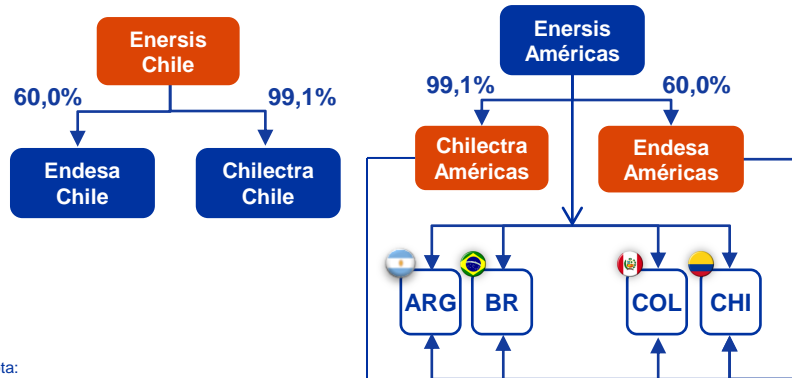 Enersis
Chile
60,0%
99,1%
Endesa
Chile
Chilectra
Chile
Enersis
Américas
99,1%
60,0%
Chilectra
Américas
Endesa
Américas
ARG
BR
COL
CHI
ta: